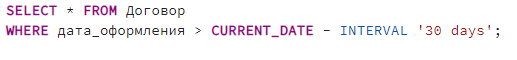 SELECT * FROM Договор
WHERE дата_оформления > CURRENT_DATE - INTERVAL '30 days';